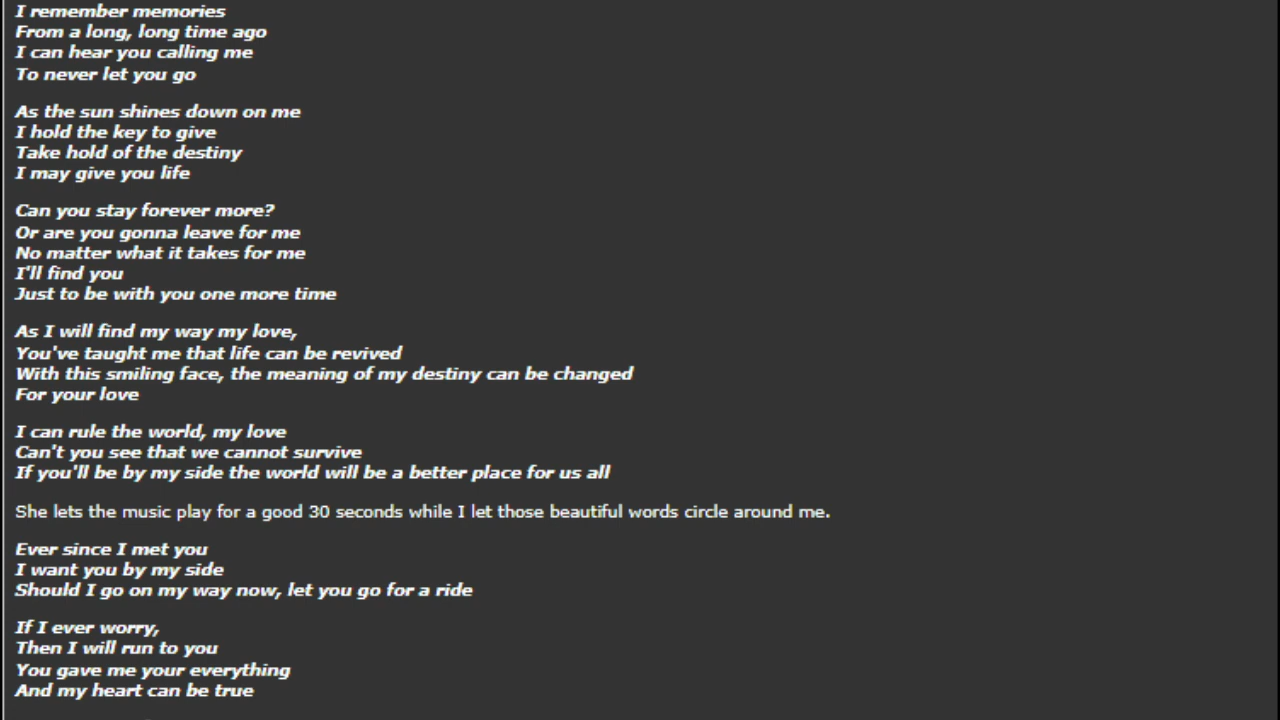 I remember memories
From a long, long time ago
I can hear you calling me
To never let you go
As the sun shines down on me
I hold the key to give
Take hold of the destiny
I may give you life
Can you stay forever more?
Or are you gonna leave for me
No matter what it takes for me
I'll find you
Just to be with you one more time
As I will find my way my love,
You've taught me that life can be revived
With this smiling face, the meaning of my destiny can be changed
For your love
I can rule the world, my love
Can't you see that we cannot survive
If you'll be by my side the world will be a better place for us all
She lets the music play for a good 30 seconds while I let those beautiful words circle around me.
Ever since I met you
I want you by my side
Should I go on my way now, let you go for a ride
If I ever worry,
Then I will run to you
You gave me your everything
And my heart can be true